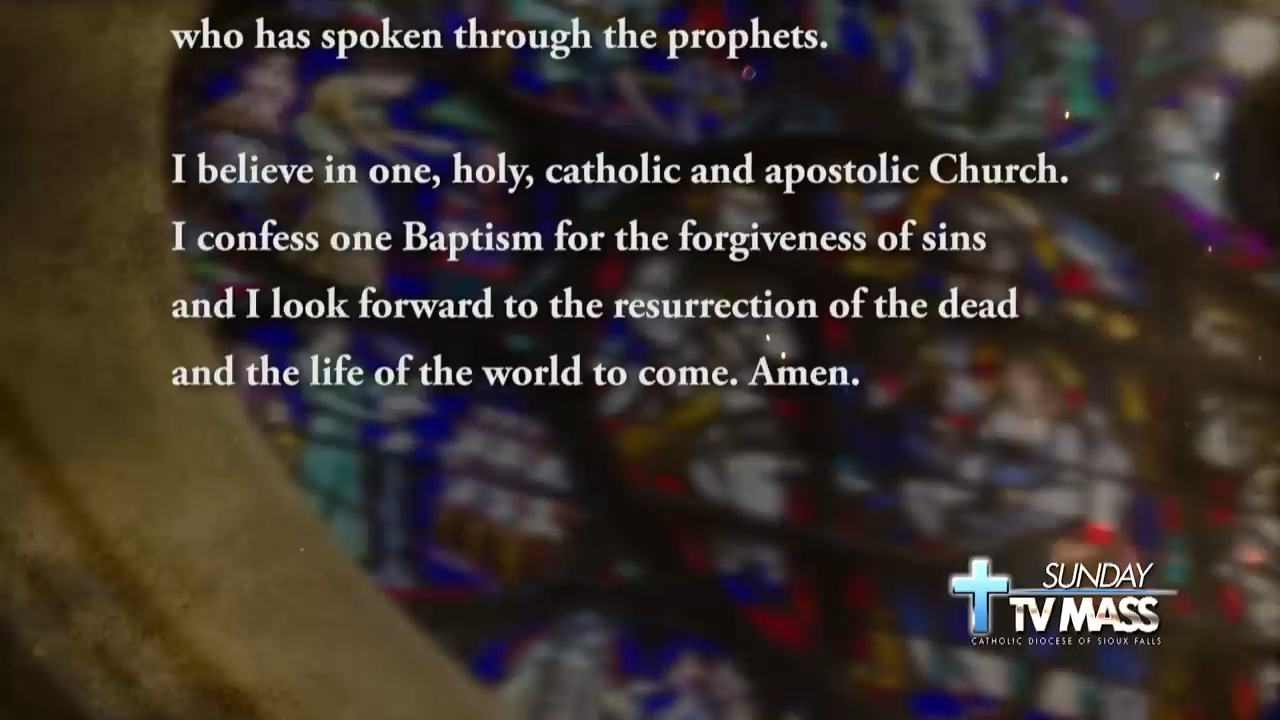 who has spoken through the prophets.
I believe in one, holy, catholic and apostolic Church.
I confess one Baptism for the forgiveness of sins
and I look forward to the resurrection of the dead
and the life of the world to come. Amen.
SUNDAY
TV MASS
CATHOLIC DIOCESE OF SIOUX FALLS